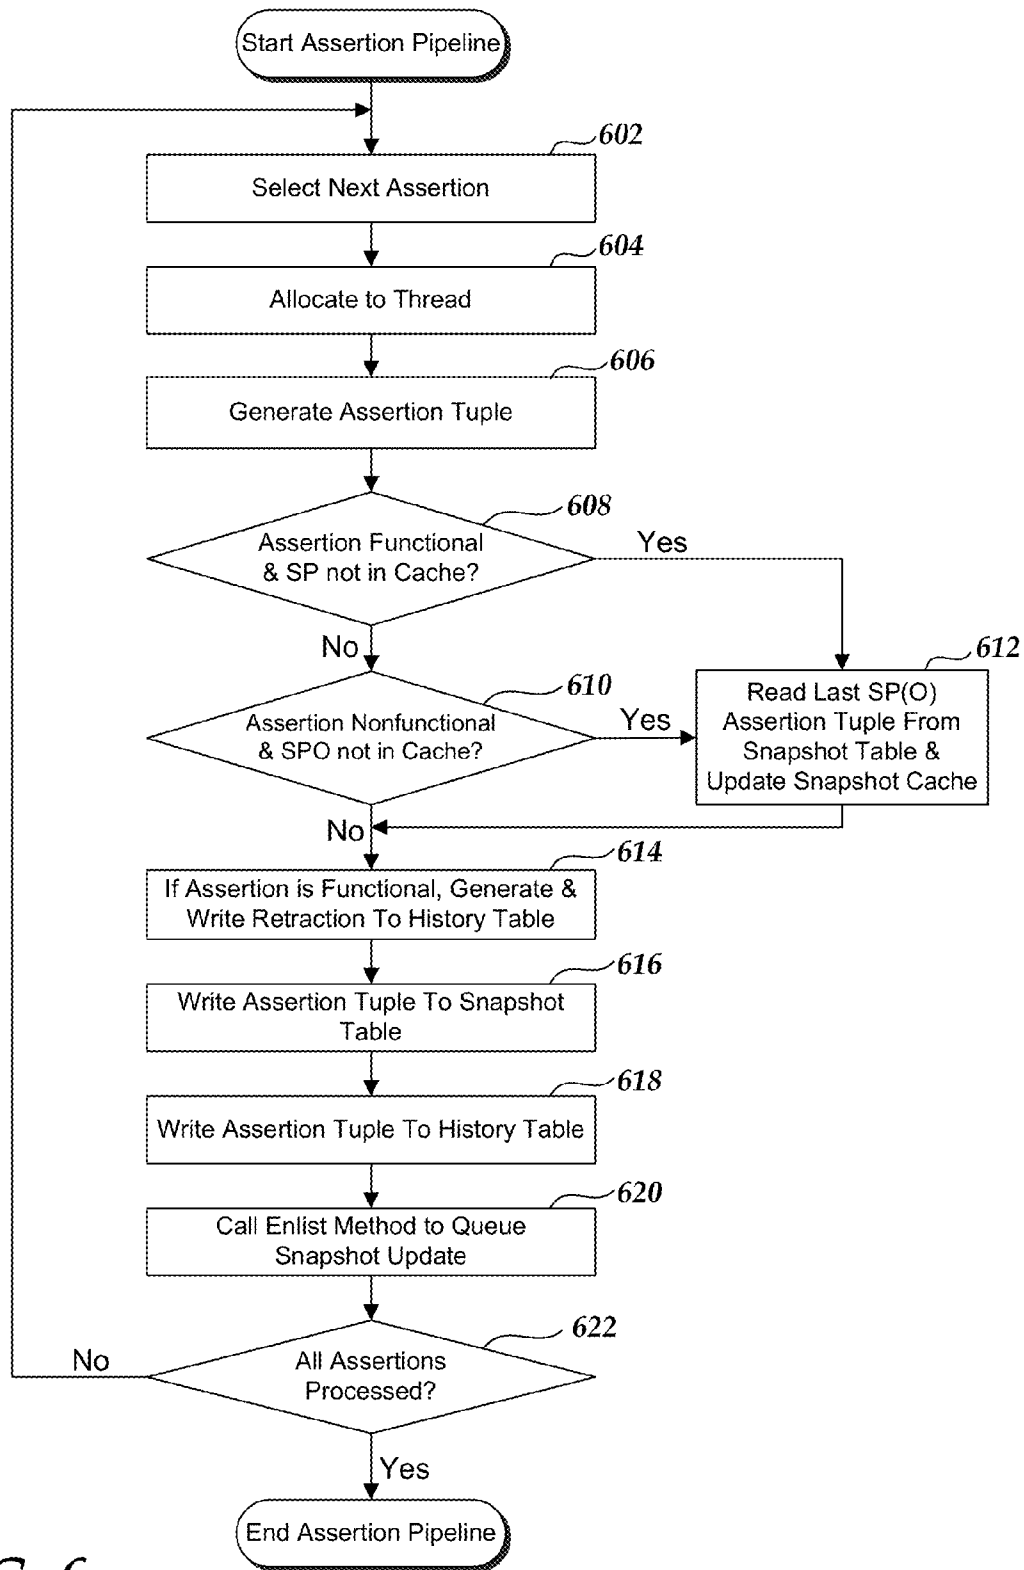 Start Assertion Pipeline
602
Select Next Assertion
604
Allocate to Thread
606
Generate Assertion Tuple
608
Assertion Functional
& SP not in Cache?
Yes
No
612
Read Last SP(O)
Assertion Tuple From
Snapshot Table &
Update Snapshot Cache
610
Assertion Nonfunctional
& SPO not in Cache?
Yes
No
614
If Assertion is Functional, Generate &
Write Retraction To History Table
616
Write Assertion Tuple To Snapshot
Table
618
Write Assertion Tuple To History Table
620
Call Enlist Method to Queue
Snapshot Update
622
All Assertions
Processed?
No
Yes
End Assertion Pipeline